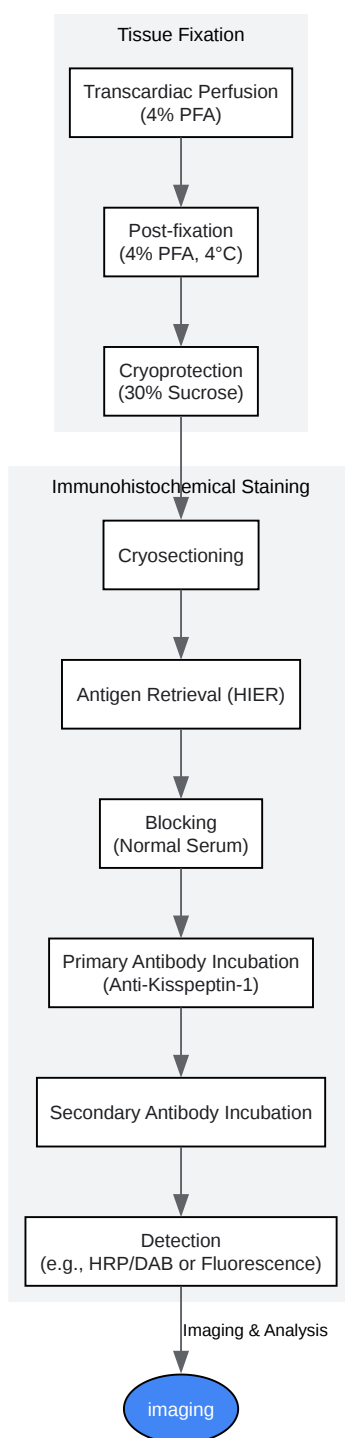 Tissue Fixation
Transcardiac Perfusion
(4% PFA)
Post-fixation
(4% PFA, 4°C)
Cryoprotection
(30% Sucrose)
Immunohistochemical Staining
Cryosectioning
Antigen Retrieval (HIER)
Blocking
(Normal Serum)
Primary Antibody Incubation
(Anti-Kisspeptin-1)
Secondary Antibody Incubation
Detection
(e.g., HRP/DAB or Fluorescence)
Imaging & Analysis
imaging